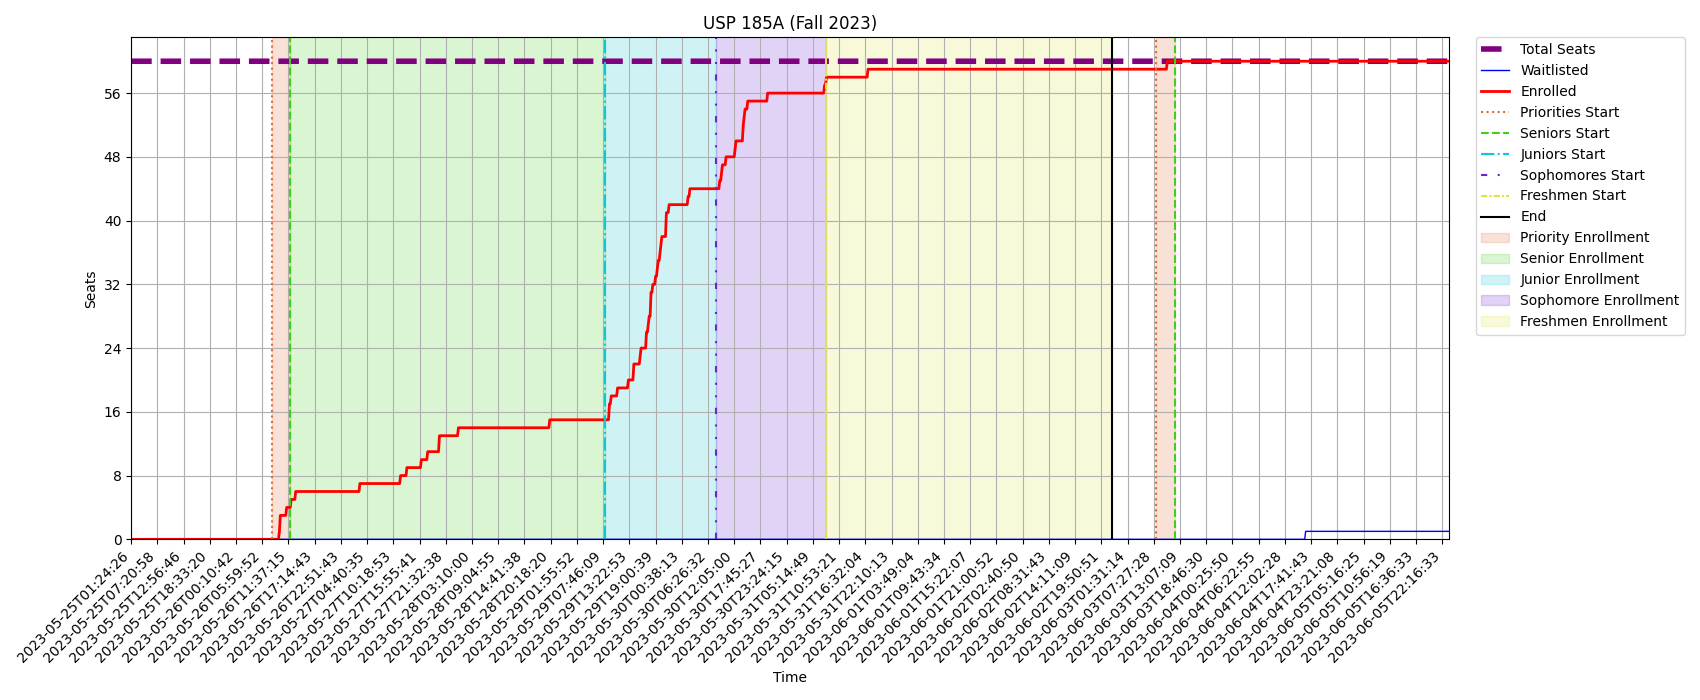 USP 185A (Fall 2023)
Seats
56
48
40
32
24
16
8
0
2023-05-25T01:24:26
2023-05-25T07:20:58
2023-05-25T12:56:46
2023-05-25T18:33:20
2023-05-26T00:10:42
2023-05-26T05:59:52
2023-05-26T11:37:15
2023-05-26T17:14:43
2023-05-26T22:51:43
2023-05-27T04:40:35
2023-05-27T10:18:53
2023-05-27T15:55:41
2023-05-27T21:32:38
2023-05-28T03:10:00
2023-05-28T09:04:55
2023-05-28T14:41:38
2023-05-28T20:18:20
2023-05-29T01:55:52
2023-05-29T07:46:09
2023-05-29T13:22:53
2023-05-29T19:00:39
2023-05-30T00:38:13
2023-05-30T06:26:32
2023-05-30T12:05:00
2023-05-30T17:45:27
2023-05-30T23:24:15
2023-05-31T05:14:49
2023-05-31T10:53:21
2023-05-31T16:32:04
2023-05-31T22:10:13
2023-06-01T03:49:04
2023-06-01T09:43:34
2023-06-01T15:22:07
2023-06-01T21:00:52
2023-06-02T02:40:50
2023-06-02T08:31:43
2023-06-02T14:11:09
2023-06-02T19:50:51
2023-06-03T01:31:14
2023-06-03T07:27:28
2023-06-03T13:07:09
2023-06-03T18:46:30
2023-06-04T00:25:50
2023-06-04T06:22:55
2023-06-04T12:02:28
2023-06-04T17:41:43
2023-06-04T23:21:08
2023-06-05T05:16:25
2023-06-05T10:56:19
2023-06-05T16:36:33
2023-06-05T22:16:33
Time
Total Seats
Waitlisted
Enrolled
Priorities Start
Seniors Start
Juniors Start
Sophomores Start
Freshmen Start
End
Priority Enrollment
Senior Enrollment
Junior Enrollment
Sophomore Enrollment
Freshmen Enrollment